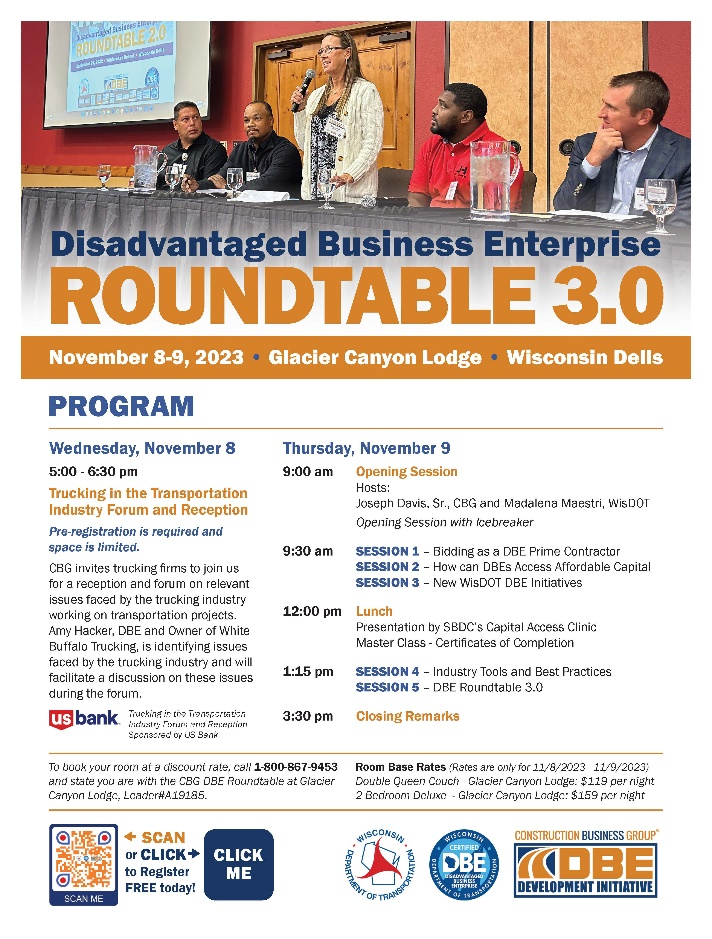 Disadvantaged Business Enterprise
ROUNDTABLE 2.0
Disadvantaged Business Enterprise
ROUNDTABLE 3.0
November 8-9, 2023 • Glacier Canyon Lodge • Wisconsin Dells
PROGRAM
Wednesday, November 8
5:00 - 6:30 pm
Trucking in the Transportation
Industry Forum and Reception
Pre-registration is required and
space is limited.
CBG invites trucking firms to join us
for a reception and forum on relevant
issues faced by the trucking industry
working on transportation projects.
Amy Hacker, DBE and Owner of White
Buffalo Trucking, is identifying issues
faced by the trucking industry and will
facilitate a discussion on these issues
during the forum.
usbank
Trucking in the Transportation
Industry Forum and Reception
Sponsored by US Bank
Thursday, November 9
9:00 am Opening Session
Hosts:
Joseph Davis, Sr., CBG and Madalena Maestri, WisDOT
Opening Session with Icebreaker
9:30 am SESSION 1 – Bidding as a DBE Prime Contractor
SESSION 2 – How can DBEs Access Affordable Capital
SESSION 3 – New WisDOT DBE Initiatives
12:00 pm Lunch
Presentation by SBDC's Capital Access Clinic
Master Class - Certificates of Completion
1:15 pm SESSION 4 – Industry Tools and Best Practices
SESSION 5 – DBE Roundtable 3.0
3:30 pm Closing Remarks
To book your room at a discount rate, call 1-800-867-9453
and state you are with the CBG DBE Roundtable at Glacier
Canyon Lodge, Leader#A19185.
Room Base Rates (Rates are only for 11/8/2023 11/9/2023)
Double Queen Couch Glacier Canyon Lodge: $119 per night
2 Bedroom Deluxe - Glacier Canyon Lodge: $159 per night
SCAN ME
SCAN
or CLICK
to Register
FREE today!
CLICK
ME
WISCONSIN
DEPARTMENT OF TRANSPORTATION
WISCONSIN
CERTIFIED
DBE
DISADVANTAGED
BUSINESS
ENTERPRISE
DEPARTMENT OF TRANSPORTATION
CONSTRUCTION BUSINESS GROUP
DBE
DEVELOPMENT INITIATIVE